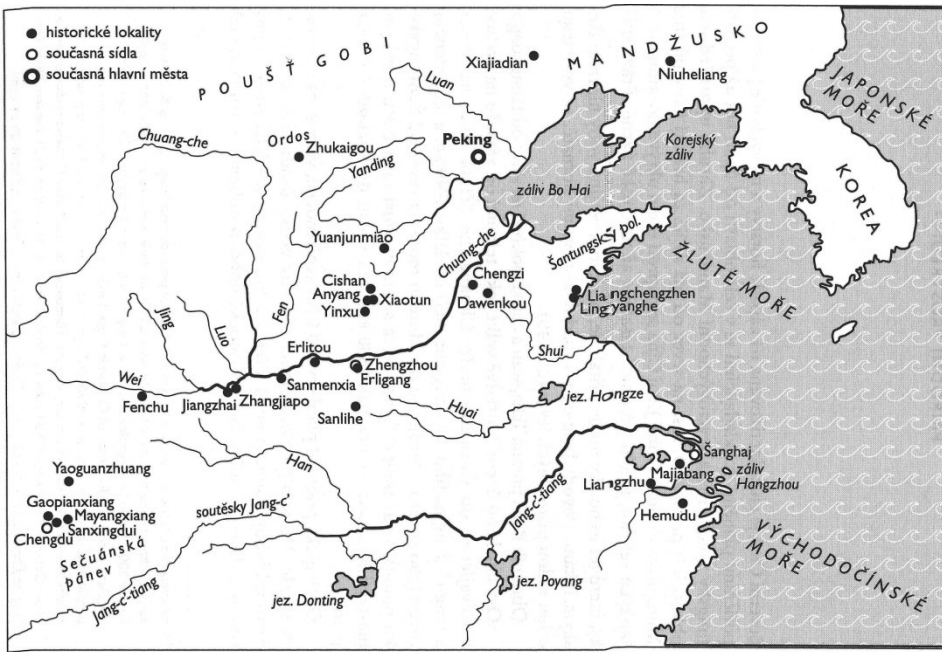 historické lokality
současná sídla
současná hlavní města
POUŠŤ GOBI
MANDŽUSKO
Xiajiadian
Niuheliang
JAPONSKÉ
MOŘE
Luan
Chuang-che
Ordos
Zhukaigou
Peking
Yanding
Korejský
záliv
záliv Bo Hai
KOREA
Yuanjunmiao
Chuang-che
Šantungský pol.
ŽLUTÉ MOŘE
Chengzi
Dawenkou
Cishan
Anyang
Xiaotun
Yinxu
Liangchengzhen
Lingyanghe
Jing
Luo
Fen
Erlitou
Shui
Zhengzhou
Erligang
Wei
Sanmenxia
Fenchu
Jiangzhai
Zhangjiapo
Sanlihe
Huai
jez. Hongze
Han
Šanghaj
Yaoguanzhuang
Majiabang
záliv
Hangzhou
Liangzhu
Gaopianxiang
Mayangxiang
Sanxingdui
Chengdu
soutěsky Jang-c'
Jang-c'-ťiang
Hemudu
Sečuánská
pánev
VÝCHODOČÍNSKÉ
MOŘE
jez. Poyang
jez. Donting
Jang-c'-ťiang